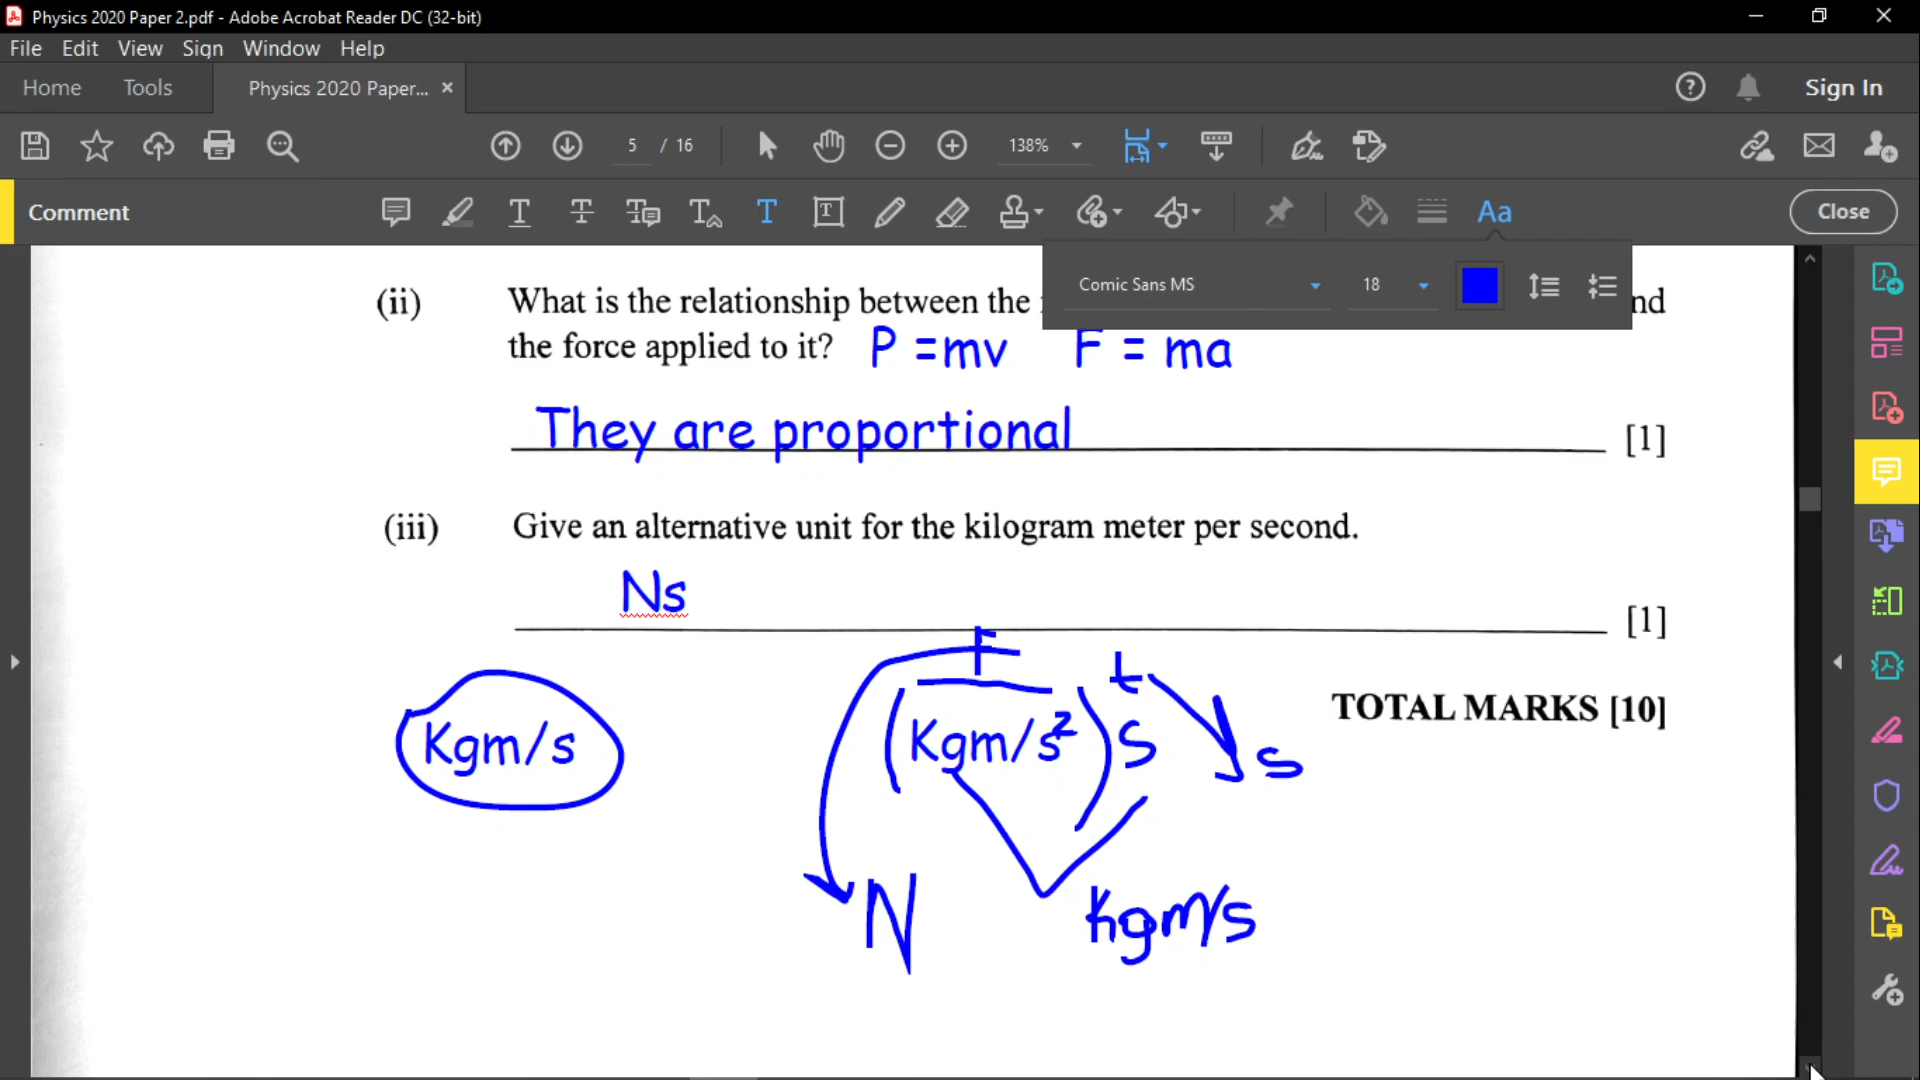 Physics 2020 Paper 2.pdf - Adobe Acrobat Reader DC (32-bit)
File Edit View Sign Window Help
Home Tools Physics 2020 Paper... × Sign In
5 / 16 138%
Comment Close
Comic Sans MS 18 Aa
(ii) What is the relationship between the nd
the force applied to it? P =mv F = ma
They are proportional [1]
(iii) Give an alternative unit for the kilogram meter per second.
Ns [1]
F t
TOTAL MARKS [10]
Kgm/s (Kgm/s²) S s
N Kgm/s